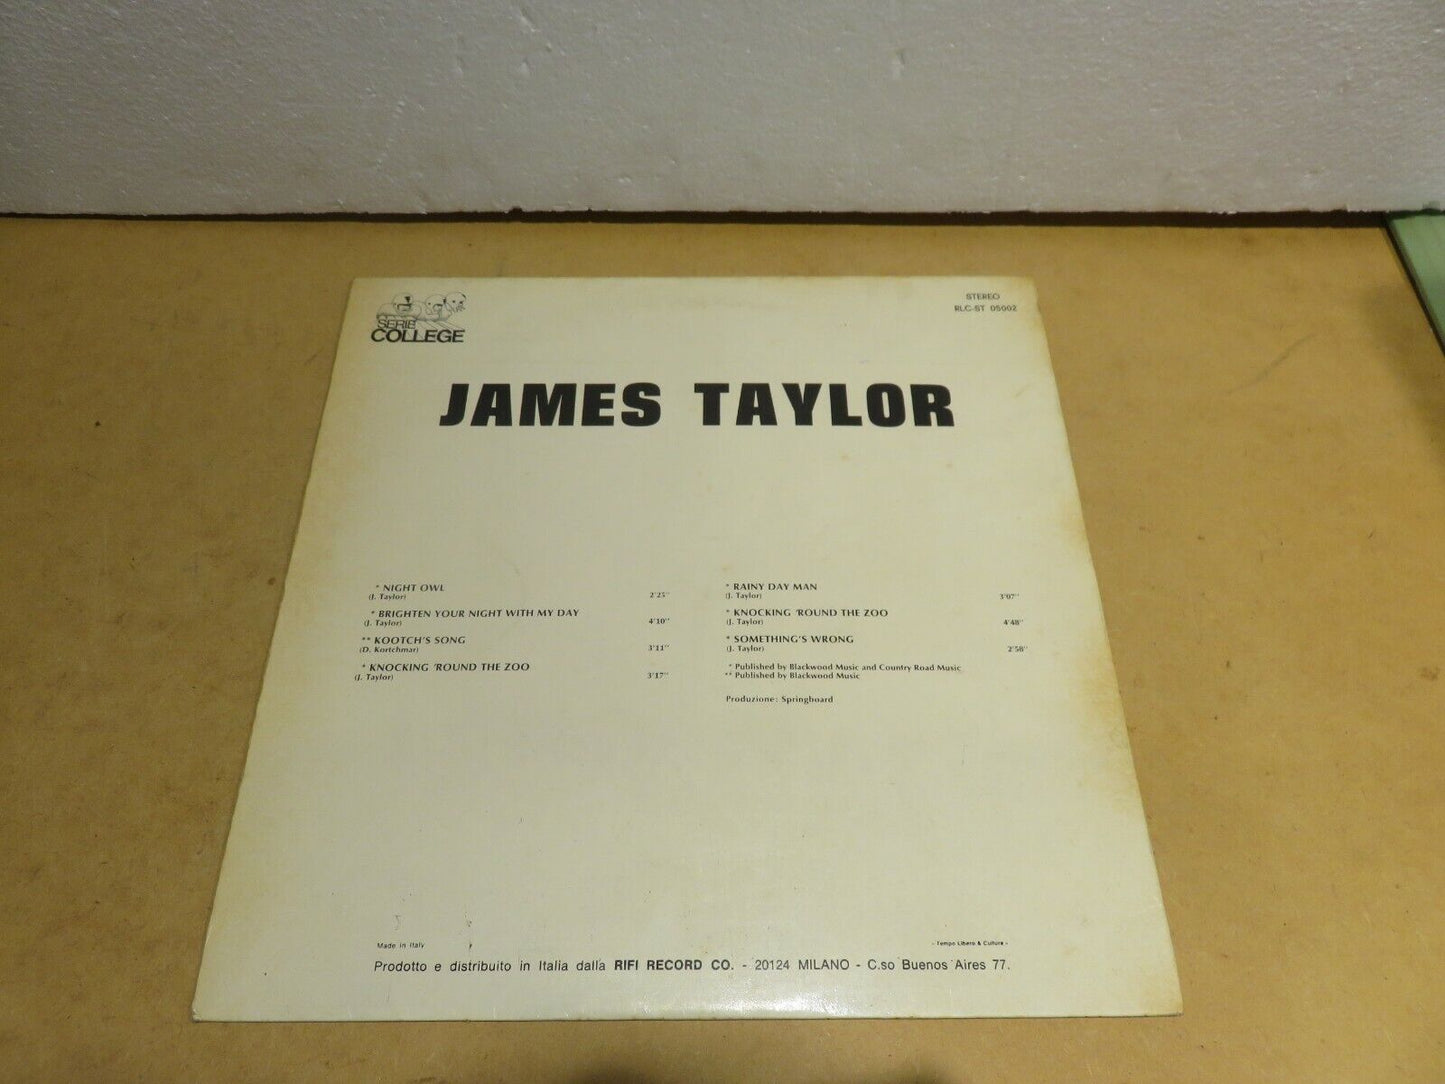 SERIE
COLLEGE
STEREO
RLC-ST 05002
JAMES TAYLOR
* NIGHT OWL
(J. Taylor) 2'25''
* BRIGHTEN YOUR NIGHT WITH MY DAY
(J. Taylor) 4'10''
** KOOTCH'S SONG
(D. Kortchmar) 3'11''
* KNOCKING 'ROUND THE ZOO
(J. Taylor) 3'17''
* RAINY DAY MAN
(J. Taylor) 3'07''
* KNOCKING 'ROUND THE ZOO
(J. Taylor) 4'48''
* SOMETHING'S WRONG
(J. Taylor) 2'58''
* Published by Blackwood Music and Country Road Music
** Published by Blackwood Music
Produzione: Springboard
Made in Italy
- Tempo Libero & Cultura -
Prodotto e distribuito in Italia dalla RIFI RECORD CO. - 20124 MILANO - C.so Buenos Aires 77.